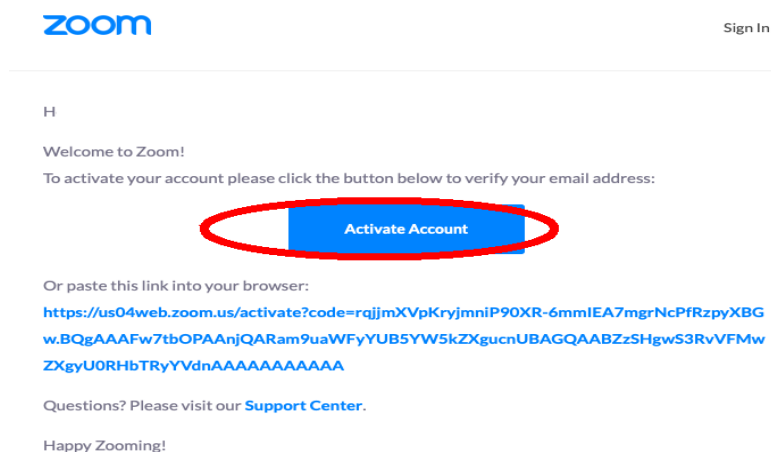 zoom
Sign In
H
Welcome to Zoom!
To activate your account please click the button below to verify your email address:
Activate Account
Or paste this link into your browser:
https://us04web.zoom.us/activate?code=rqjjmXVpKryjmniP90XR-6mmIEA7mgrNcPfRzpyXBG
w.BQgAAAFw7tbOPAAnjQARam9uaWFyYUB5YW5kZXgucnUBAGQAABZzSHgwS3RvVFMw
ZXgyU0RHbTRyYVdnAAAAAAAAAAA
Questions? Please visit our Support Center.
Happy Zooming!